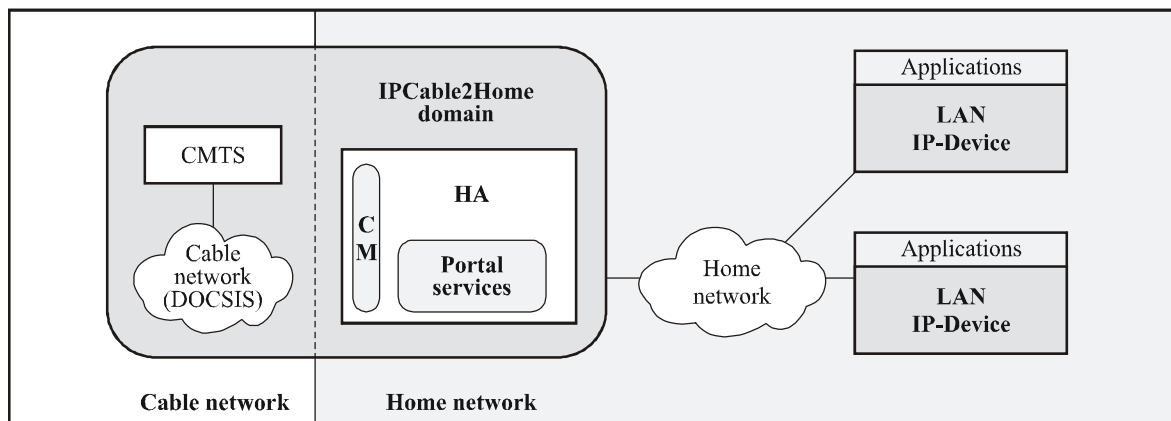 IPCable2Home
domain
CMTS
Cable
network
(DOCSIS)
C
M
HA
Portal
services
Home
network
Applications
LAN
IP-Device
Applications
LAN
IP-Device
Cable network
Home network